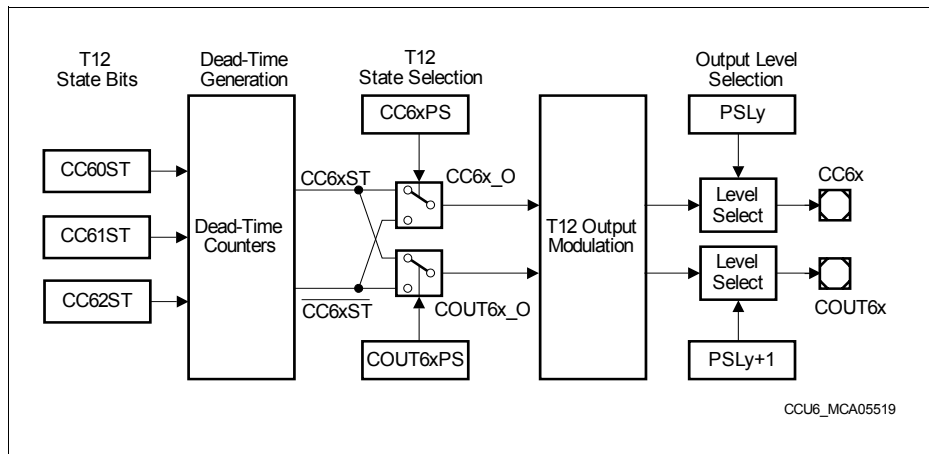 T12
State Bits
Dead-Time
Generation
T12
State Selection
Output Level
Selection
CC6xPS
PSLy
CC60ST
CC61ST
CC62ST
Dead-Time
Counters
CC6xST
CC6xST
CC6x_O
COUT6x_O
COUT6xPS
T12 Output
Modulation
Level
Select
Level
Select
CC6x
COUT6x
PSLy+1
CCU6_MCA05519